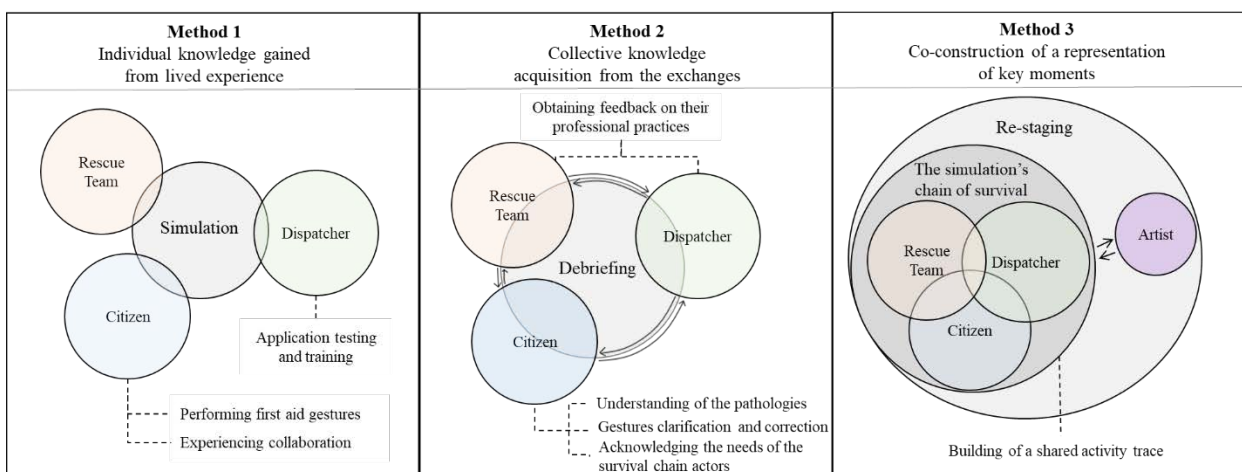 Method 1
Individual knowledge gained
from lived experience
Rescue
Team
Simulation
Dispatcher
Citizen
Application testing
and training
Performing first aid gestures
Experiencing collaboration
Method 2
Collective knowledge
acquisition from the exchanges
Obtaining feedback on their
professional practices
Rescue
Team
Dispatcher
Debriefing
Citizen
Understanding of the pathologies
Gestures clarification and correction
Acknowledging the needs of the
survival chain actors
Method 3
Co-construction of a representation
of key moments
Re-staging
The simulation's
chain of survival
Artist
Rescue
Team
Dispatcher
Citizen
Building of a shared activity trace